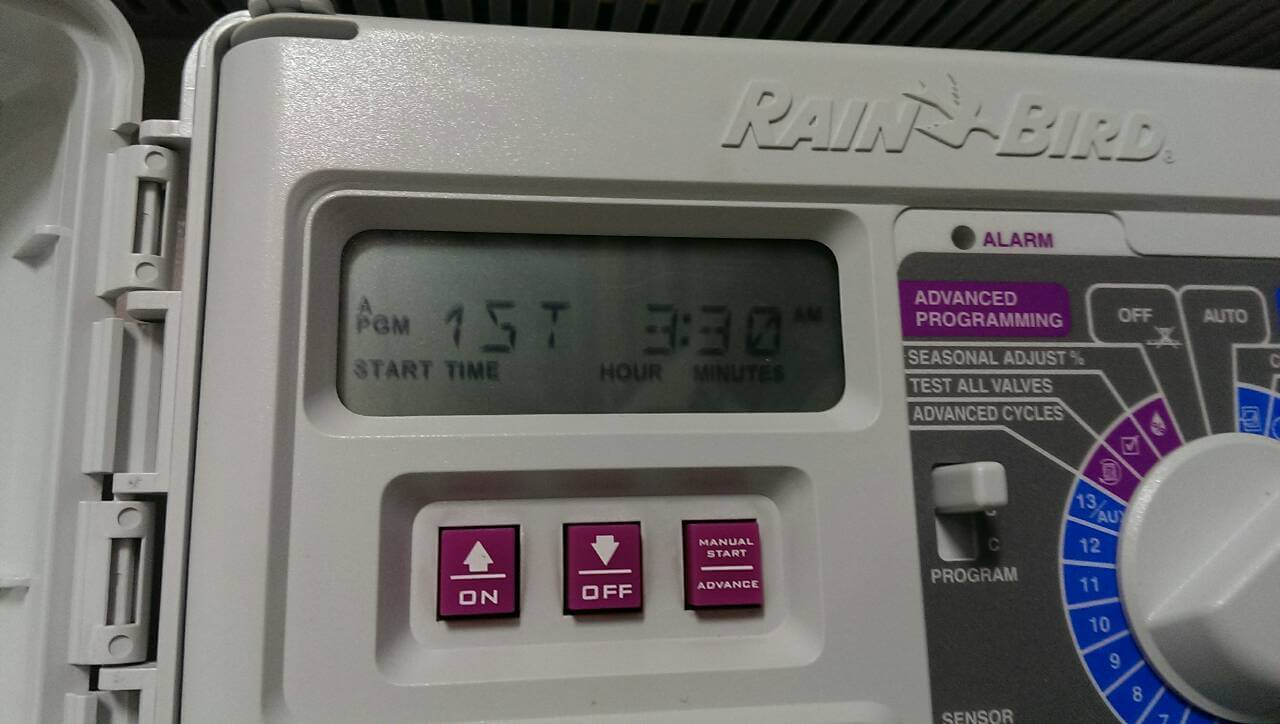 RAIN BIRD
ALARM
A
PGM 1ST 3:30 AM
START TIME HOUR MINUTES
ADVANCED
PROGRAMMING
OFF
AUTO
SEASONAL ADJUST %
TEST ALL VALVES
ADVANCED CYCLES
ON
OFF
MANUAL
START
ADVANCE
C
PROGRAM
13/AUX
12
11
10
9
8
7
SENSOR